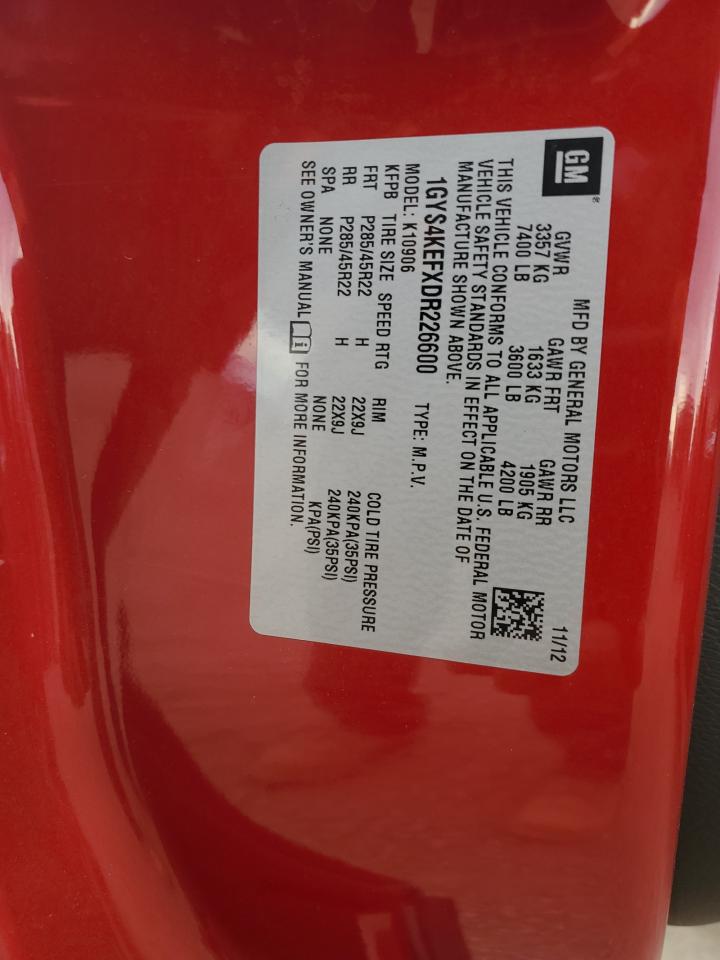 GM ®
MFD BY GENERAL MOTORS LLC 11/12
GVWR GAWR FRT GAWR RR
3357 KG 1633 KG 1905 KG
7400 LB 3600 LB 4200 LB
THIS VEHICLE CONFORMS TO ALL APPLICABLE U.S. FEDERAL MOTOR
VEHICLE SAFETY STANDARDS IN EFFECT ON THE DATE OF
MANUFACTURE SHOWN ABOVE.
1GYS4KEFXDR226600 TYPE: M.P.V.
MODEL: K10906
KFPB TIRE SIZE SPEED RTG RIM COLD TIRE PRESSURE
FRT P285/45R22 H 22X9J 240KPA(35PSI)
RR P285/45R22 H 22X9J 240KPA(35PSI)
SPA NONE NONE KPA(PSI)
SEE OWNER'S MANUAL i FOR MORE INFORMATION.